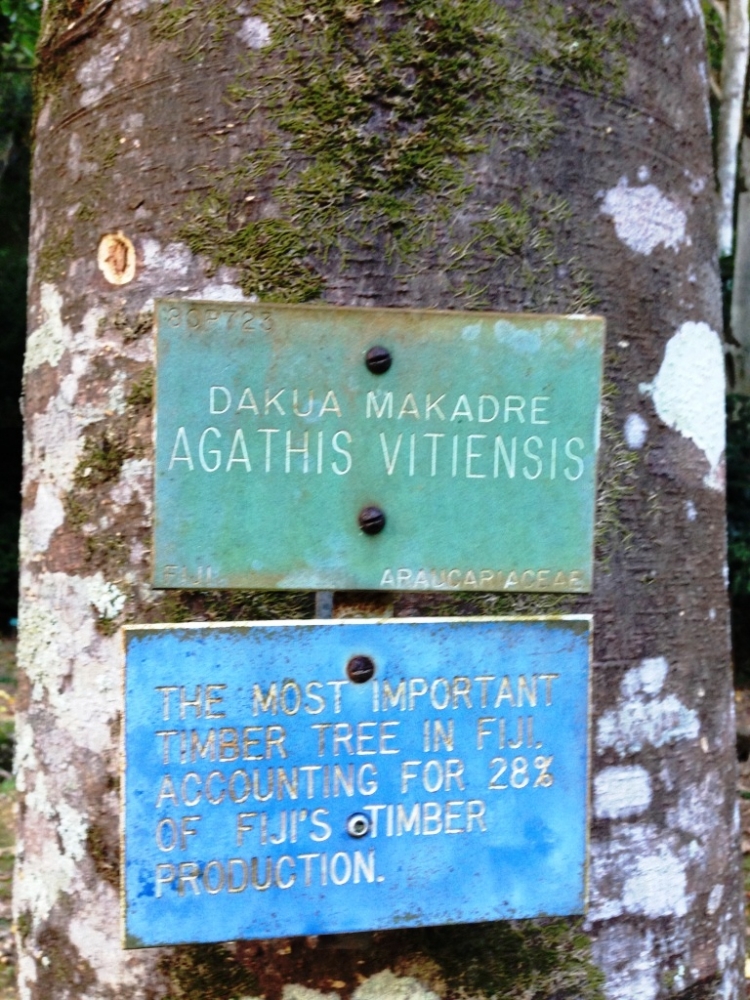 DAKUA MAKADRE
AGATHIS VITIENSIS
FIJI
ARAUCARIACEAE
THE MOST IMPORTANT
TIMBER TREE IN FIJI.
ACCOUNTING FOR 28%
OF FIJI'S TIMBER
PRODUCTION.